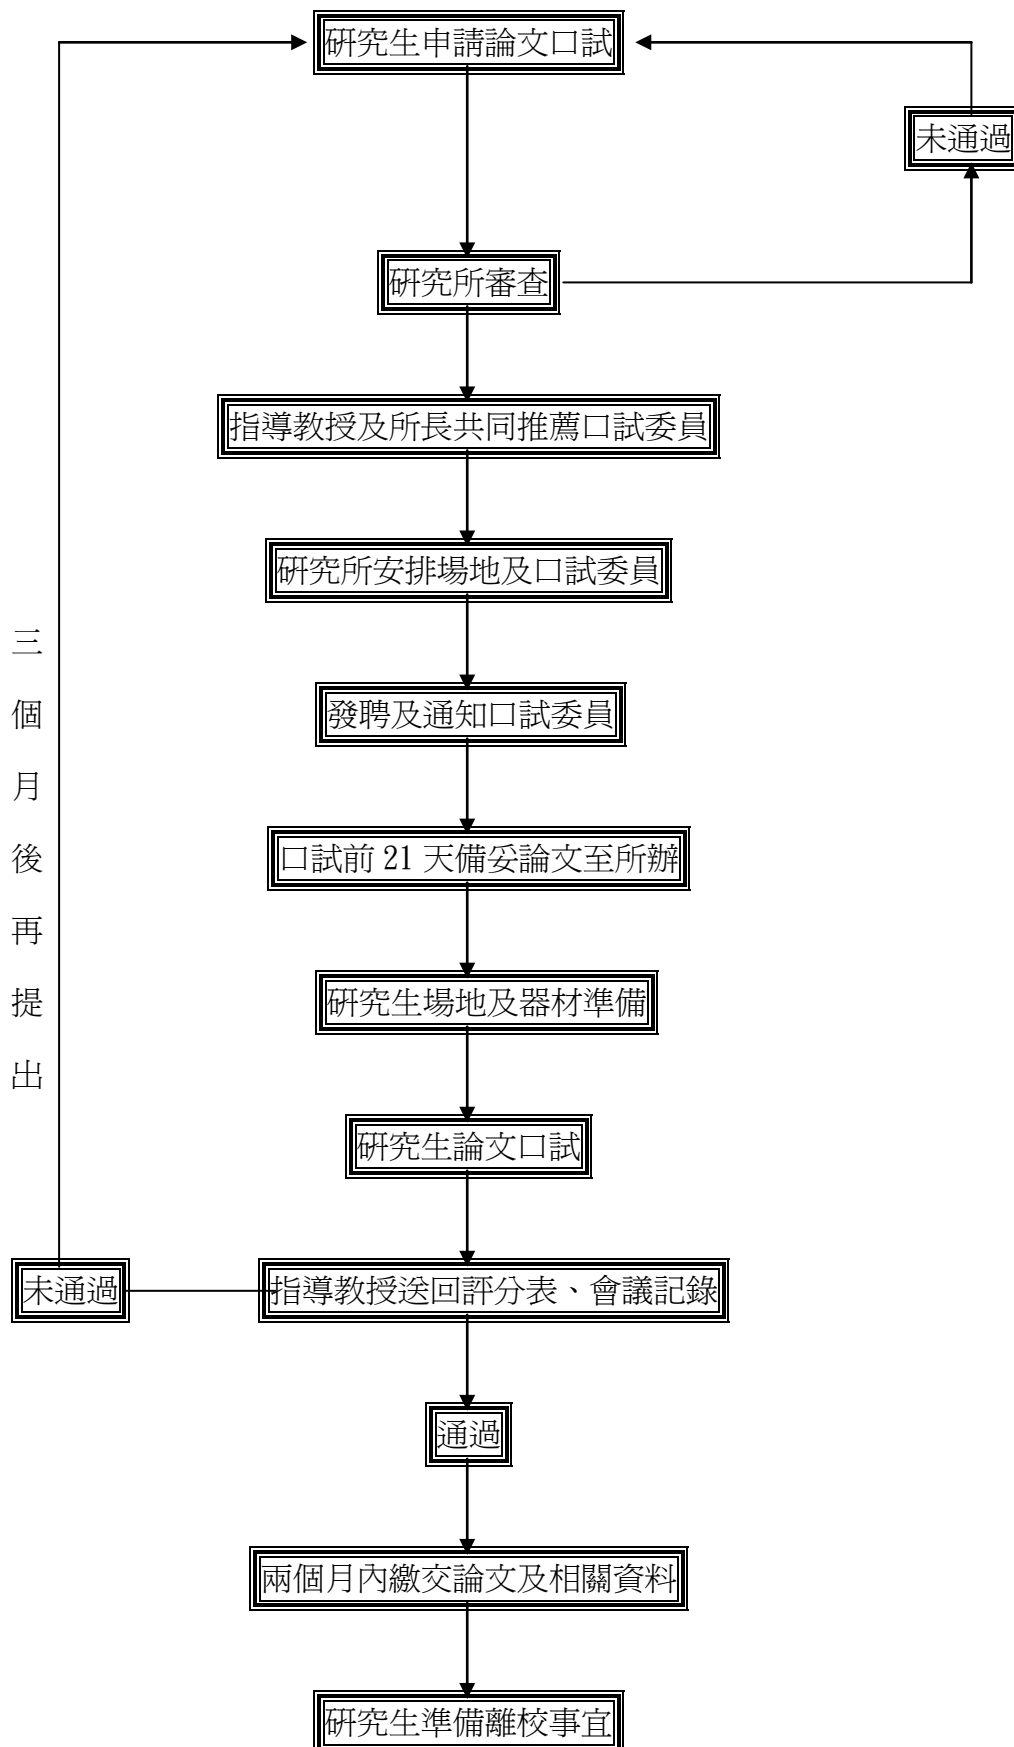 研究生申請論文口試
未通過
研究所審查
指導教授及所長共同推薦口試委員
研究所安排場地及口試委員
發聘及通知口試委員
口試前 21 天備妥論文至所辦
研究生場地及器材準備
研究生論文口試
三個月後再提出
未通過
指導教授送回評分表、會議記錄
通過
兩個月內繳交論文及相關資料
研究生準備離校事宜